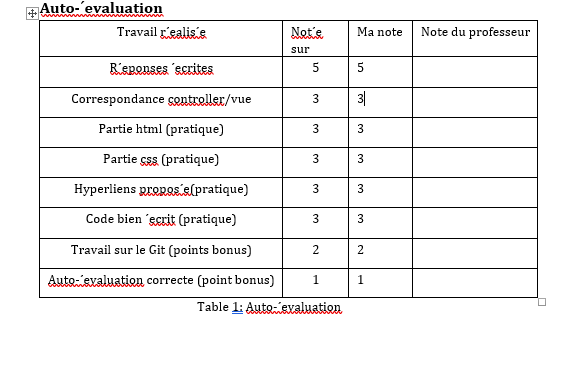 Auto-´evaluation
Travail r´ealis´e Not´e Ma note Note du professeur
sur
R´eponses ´ecrites 5 5
Correspondance controller/vue 3 3
Partie html (pratique) 3 3
Partie css (pratique) 3 3
Hyperliens propos´e(pratique) 3 3
Code bien ´ecrit (pratique) 3 3
Travail sur le Git (points bonus) 2 2
Auto-´evaluation correcte (point bonus) 1 1
Table 1: Auto-´evaluation